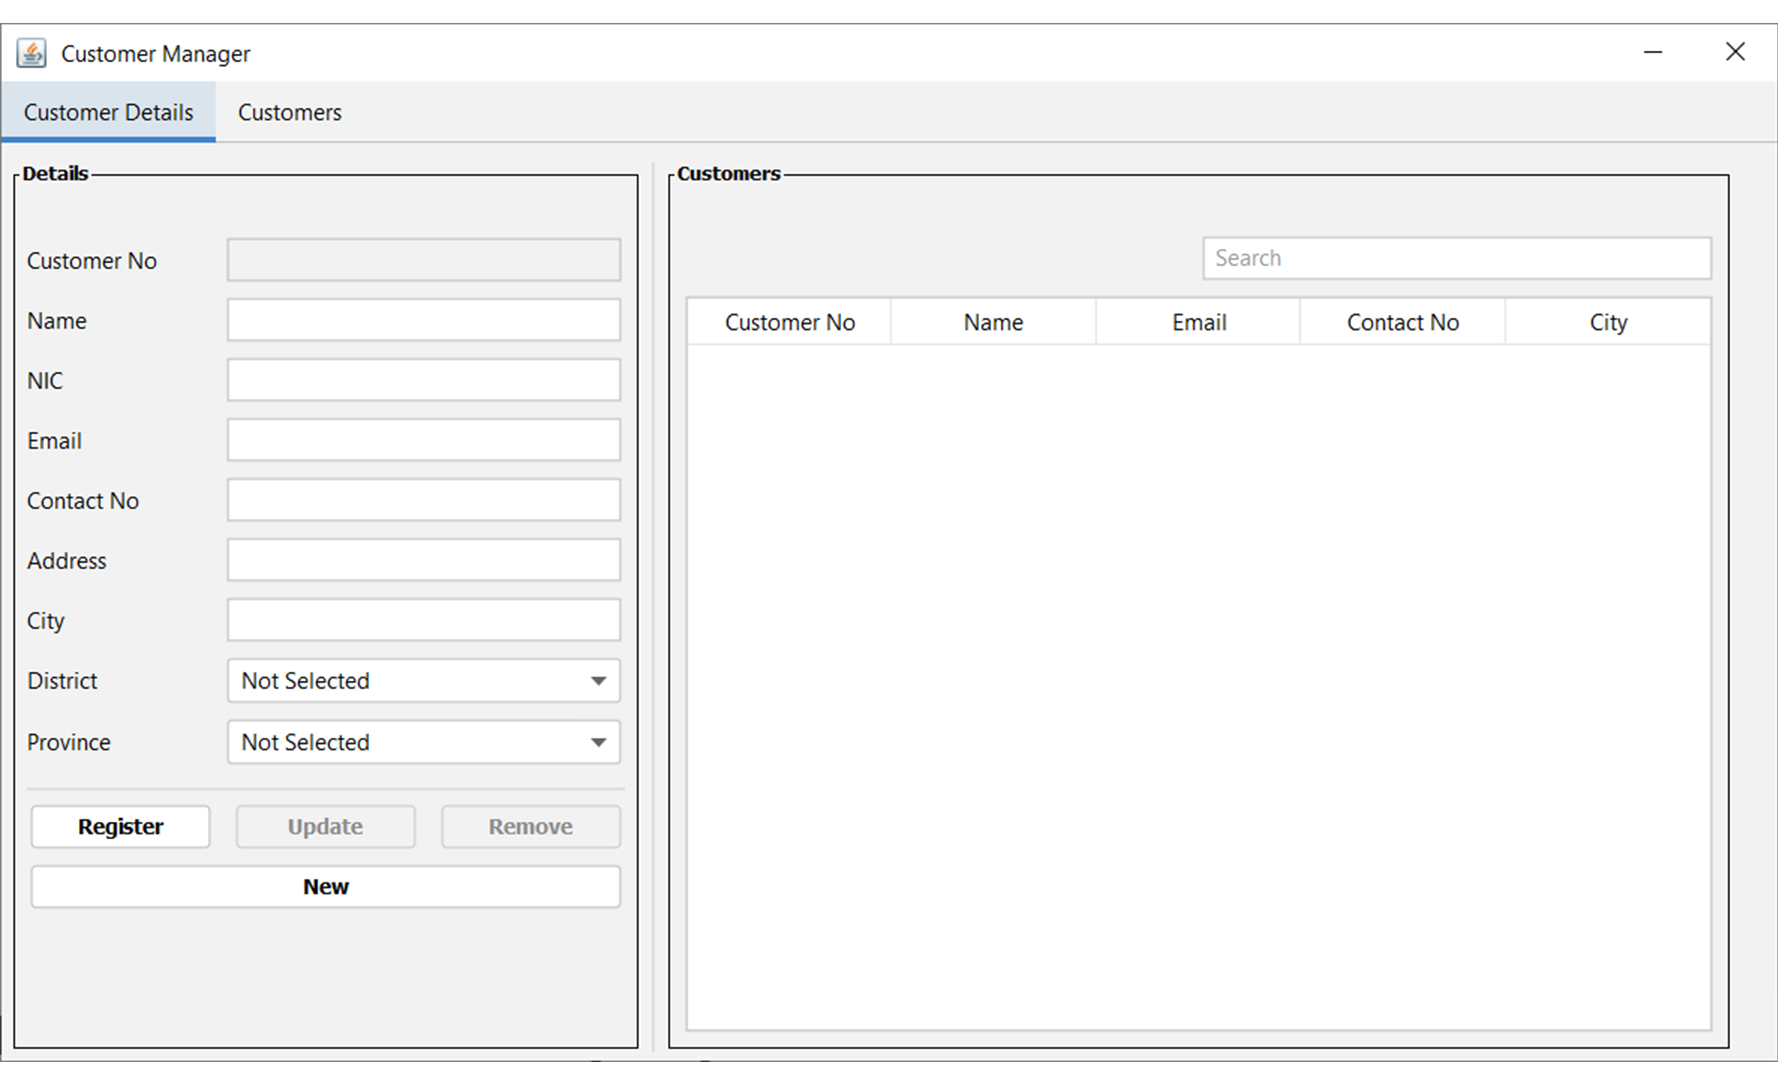 Customer Manager
Customer Details Customers
Details
Customer No
Name
NIC
Email
Contact No
Address
City
District Not Selected
Province Not Selected
Register Update Remove
New
Customers
Search
Customer No Name Email Contact No City